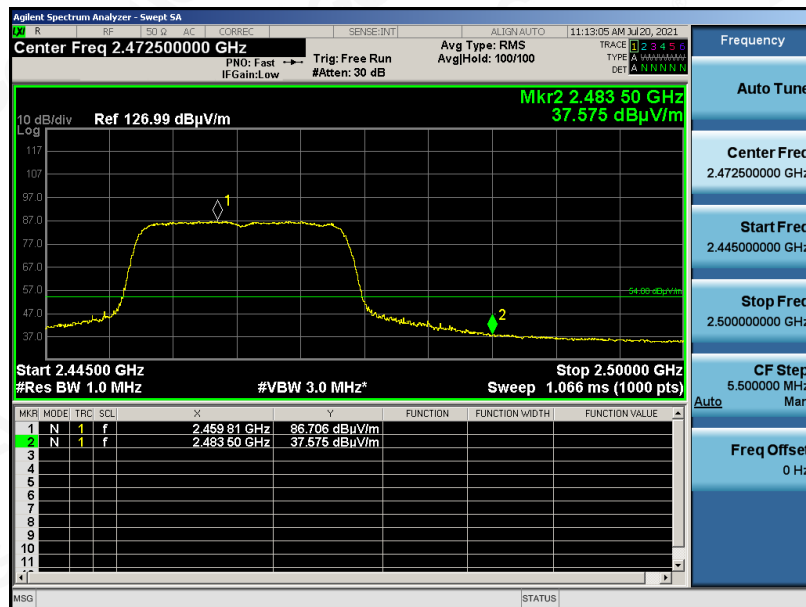 Agilent Spectrum Analyzer - Swept SA
LXI R RF 50 Ω AC CORREC SENSE:INT ALIGN AUTO 11:13:05 AM Jul 20, 2021
Center Freq 2.472500000 GHz
PNO: Fast
IFGain:Low
Trig: Free Run
#Atten: 30 dB
Avg Type: RMS
Avg|Hold: 100/100
TRACE 1 2 3 4 5 6
TYPE A WWWWW
DET A N N N N N
Mkr2 2.483 50 GHz
37.575 dBµV/m
10 dB/div Ref 126.99 dBµV/m
Log
117
107
97.0
87.0
77.0
67.0
57.0
47.0
37.0
1
2
54.00 dBµV/m
Start 2.44500 GHz Stop 2.50000 GHz
#Res BW 1.0 MHz #VBW 3.0 MHz* Sweep 1.066 ms (1000 pts)
MKR MODE TRC SCL X Y FUNCTION FUNCTION WIDTH FUNCTION VALUE
1 N 1 f 2.459 81 GHz 86.706 dBµV/m
2 N 1 f 2.483 50 GHz 37.575 dBµV/m
3
4
5
6
7
8
9
10
11
MSG STATUS
Frequency
Auto Tune
Center Freq
2.472500000 GHz
Start Freq
2.445000000 GHz
Stop Freq
2.500000000 GHz
CF Step
5.500000 MHz
Auto Man
Freq Offset
0 Hz